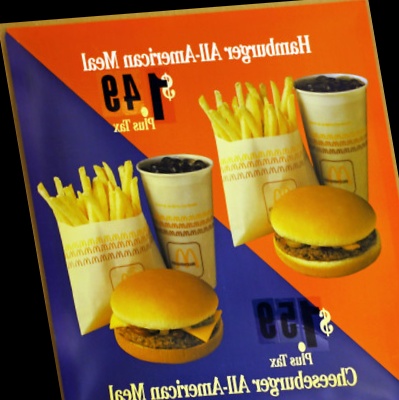 Hamburger All-American Meal
$1.49
Plus Tax
$1.59
Plus Tax
Cheeseburger All-American Meal